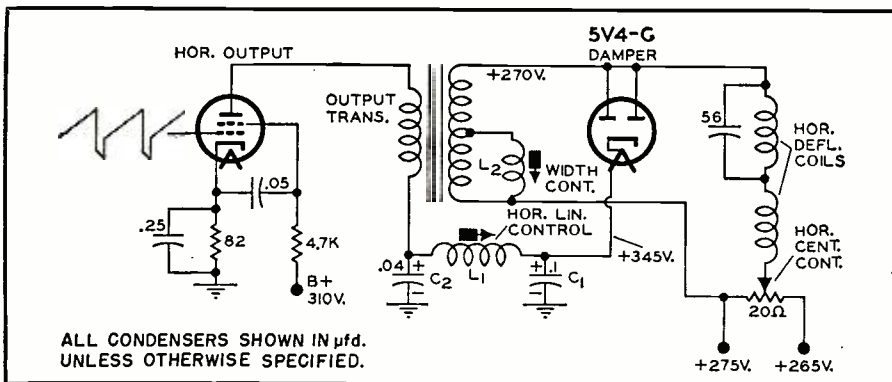 HOR. OUTPUT
OUTPUT
TRANS.
+270V.
5V4-G
DAMPER
56
HOR.
DEFL.
COILS
L2
WIDTH
CONT.
HOR. LIN.
CONTROL
HOR.
CENT.
CONT.
.05
.25
82
4.7K
B+
310V.
.04
+
C2
-
L1
+
.1
C1
-
+345V.
20Ω
+275V.
+265V.
ALL CONDENSERS SHOWN IN µfd.
UNLESS OTHERWISE SPECIFIED.